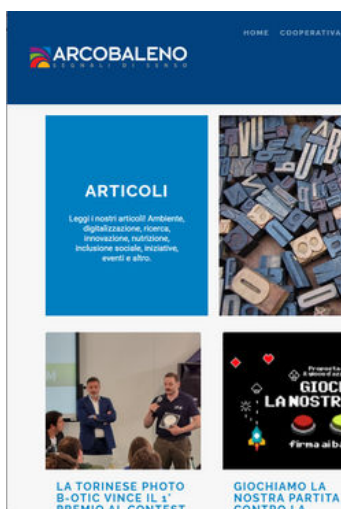 HOME COOPERATIVA
ARCOBALENO
SEGNALI DI SENSO
ARTICOLI
Leggi i nostri articoli! Ambiente,
digitalizzazione, ricerca,
innovazione, nutrizione,
inclusione sociale, iniziative,
eventi e altro.
Proposta
GIOC
LA NOSTR
firma ai ba
LA TORINESE PHOTO
B-OTIC VINCE IL 1°
PREMIO AL CONTEST
GIOCHIAMO LA
NOSTRA PARTITA
CONTRO LA